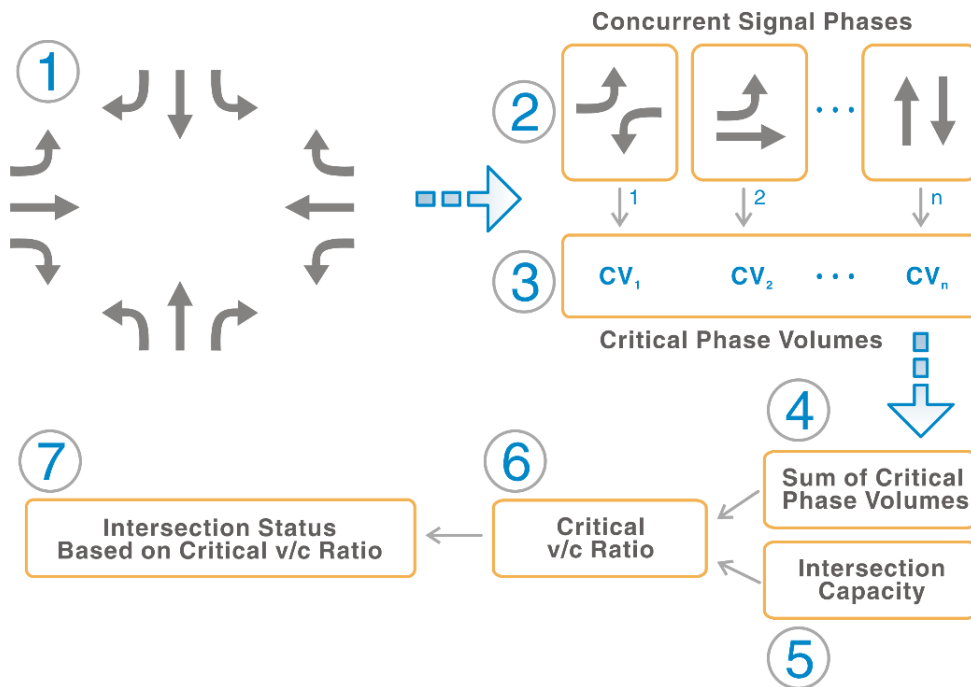 Concurrent Signal Phases
1
2
• • •
1
2
n
3
CV₁
CV₂
• • •
CVₙ
Critical Phase Volumes
4
Sum of Critical
Phase Volumes
7
6
Intersection Status
Based on Critical v/c Ratio
Critical
v/c Ratio
Intersection
Capacity
5